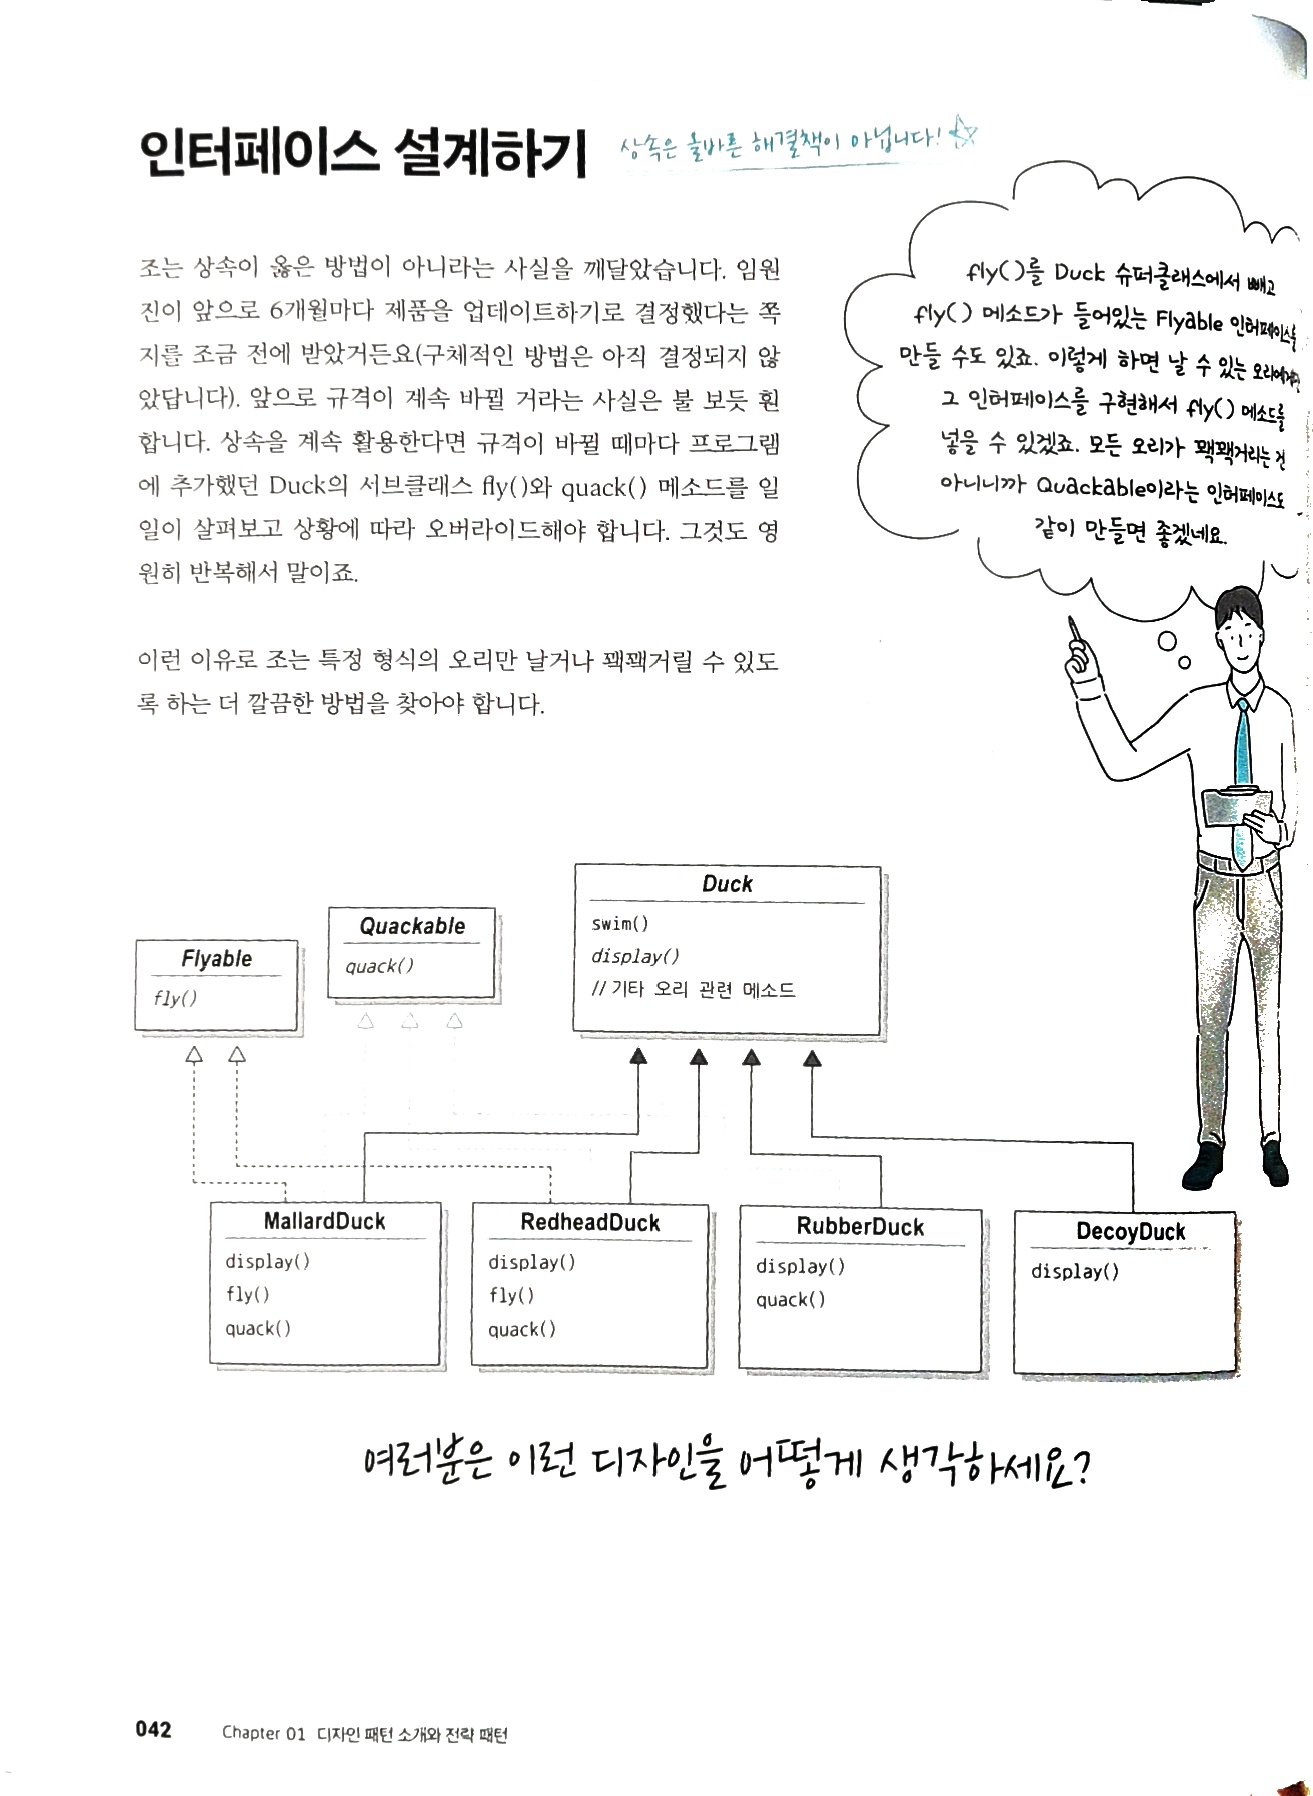 인터페이스 설계하기
상속은 올바른 해결책이 아닙니다!
조는 상속이 옳은 방법이 아니라는 사실을 깨달았습니다. 임원
진이 앞으로 6개월마다 제품을 업데이트하기로 결정했다는 쪽
지를 조금 전에 받았거든요(구체적인 방법은 아직 결정되지 않
았답니다). 앞으로 규격이 계속 바뀔 거라는 사실은 불 보듯 훤
합니다. 상속을 계속 활용한다면 규격이 바뀔 때마다 프로그램
에 추가했던 Duck의 서브클래스 fly()와 quack() 메소드를 일
일이 살펴보고 상황에 따라 오버라이드해야 합니다. 그것도 영
원히 반복해서 말이죠.
이런 이유로 조는 특정 형식의 오리만 날거나 꽥꽥거릴 수 있도
록 하는 더 깔끔한 방법을 찾아야 합니다.
fly()를 Duck 슈퍼클래스에서 빼고
fly() 메소드가 들어있는 Flyable 인터페이스를
만들 수도 있죠. 이렇게 하면 날 수 있는 오리에게만
그 인터페이스를 구현해서 fly() 메소드를
넣을 수 있겠죠. 모든 오리가 꽥꽥거리는 건
아니니까 Quackable이라는 인터페이스도
같이 만들면 좋겠네요.
Flyable
fly()
Quackable
quack()
Duck
swim()
display()
// 기타 오리 관련 메소드
MallardDuck
display()
fly()
quack()
RedheadDuck
display()
fly()
quack()
RubberDuck
display()
quack()
DecoyDuck
display()
여러분은 이런 디자인을 어떻게 생각하세요?
042 Chapter 01 디자인 패턴 소개와 전략 패턴